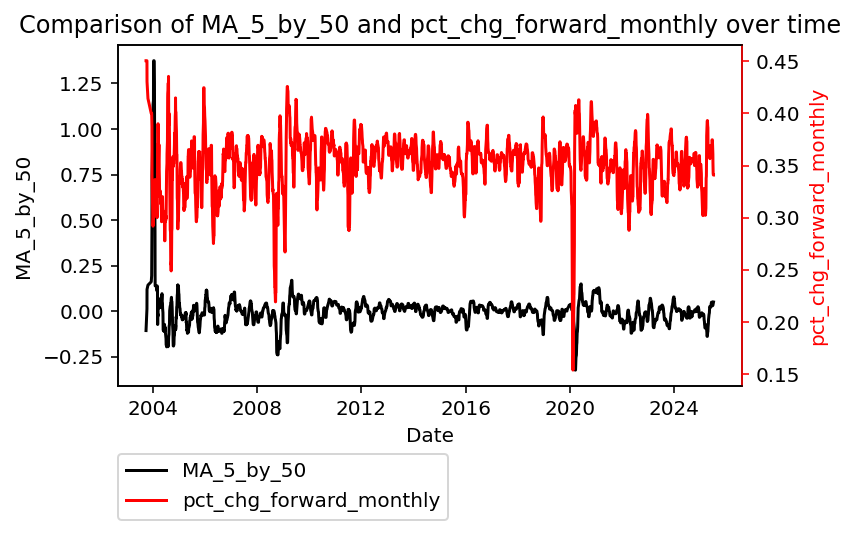 Comparison of MA_5_by_50 and pct_chg_forward_monthly over time
MA_5_by_50
1.25
1.00
0.75
0.50
0.25
0.00
−0.25
0.45
0.40
0.35
0.30
0.25
0.20
0.15
pct_chg_forward_monthly
2004 2008 2012 2016 2020 2024
Date
MA_5_by_50
pct_chg_forward_monthly